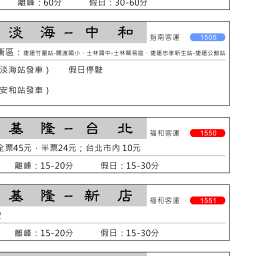 離峰：60分 假日：30-60分
淡海－中和 指南客運 1505
捷運竹圍站-關渡國小、士林國中-士林簡易庭、捷運忠孝新生站-捷運公館站
淡海站發車） 假日停駛
安和站發車）
基隆－台北 福和客運 1550
全票45元．半票24元；台北市內10元
離峰：15-20分 假日：15-30分
基隆－新店 福和客運 1551
離峰：15-20分 假日：15-30分